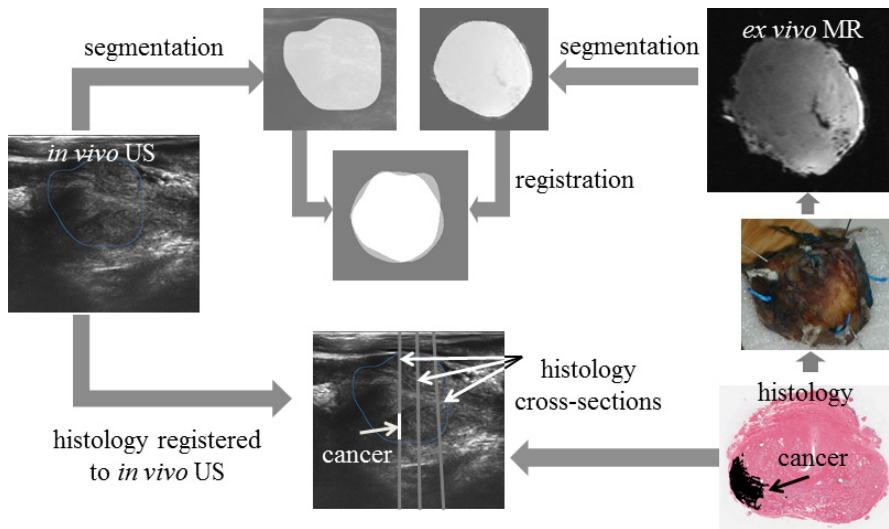 segmentation
segmentation
ex vivo MR
in vivo US
registration
histology
cross-sections
histology
cancer
cancer
histology registered
to in vivo US